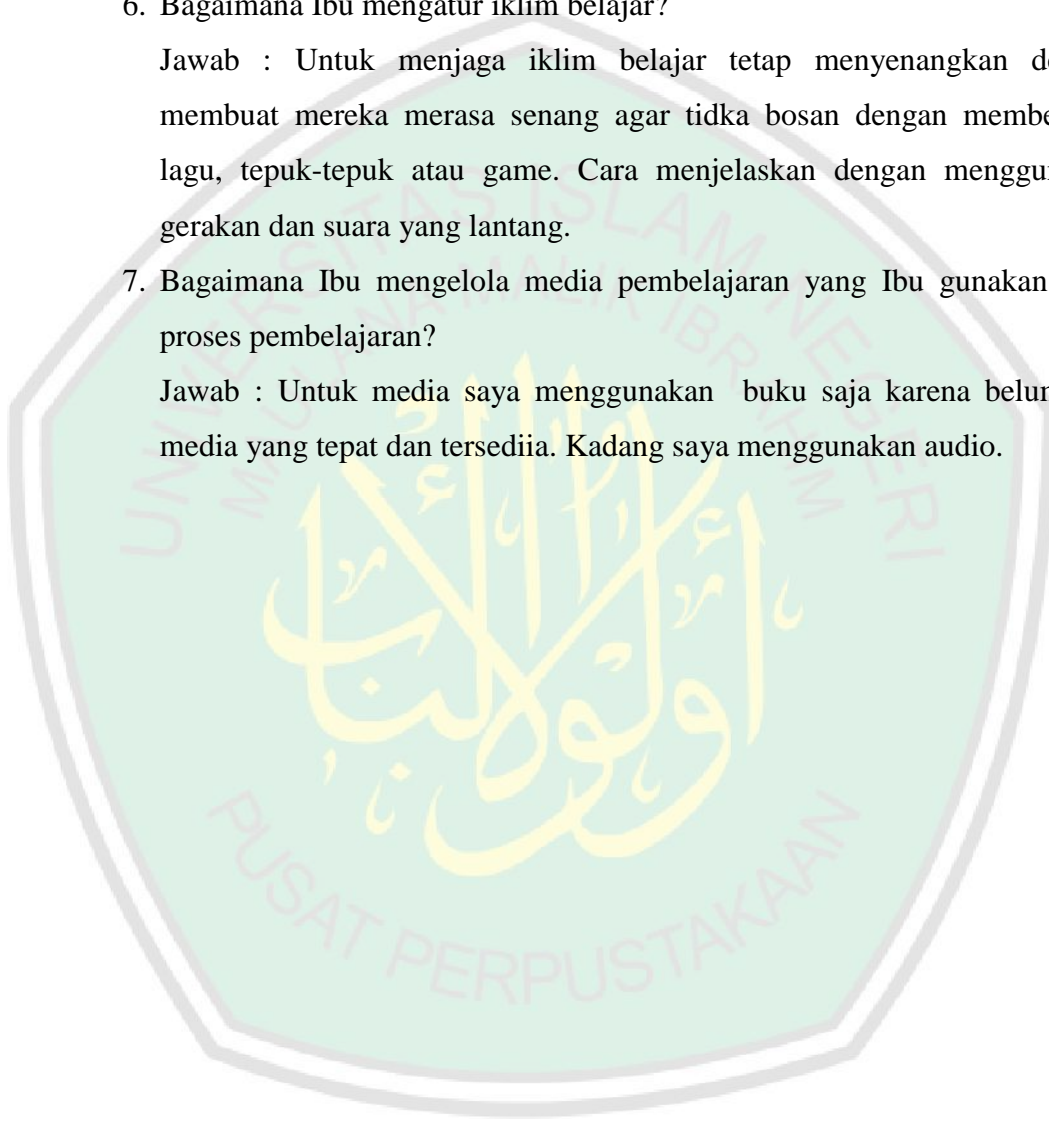 6. Bagaimana Ibu mengatur iklim belajar?
Jawab : Untuk menjaga iklim belajar tetap menyenangkan
membuat mereka merasa senang agar tidka bosan dengan
lagu, tepuk-tepuk atau game. Cara menjelaskan dengan
gerakan dan suara yang lantang.
7. Bagaimana Ibu mengelola media pembelajaran yang Ibu gunakan
proses pembelajaran?
Jawab : Untuk media saya menggunakan buku saja karena
media yang tepat dan tersediia. Kadang saya menggunakan audio.
UNIVERSITAS ISLAM NEGERI
MAULANA MALIK IBRAHIM
أولو الألباب
PUSAT PERPUSTAKAAN